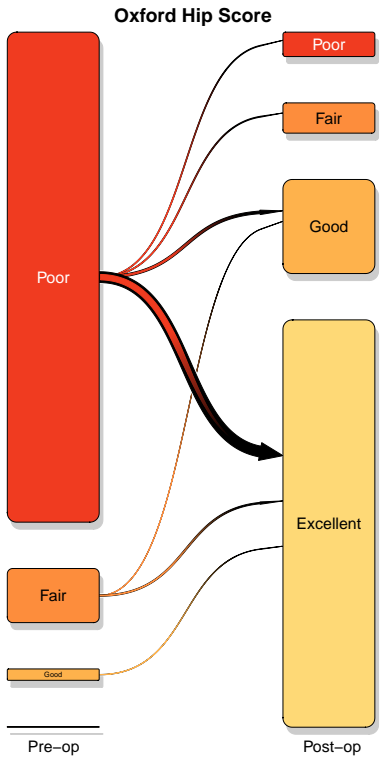 Oxford Hip Score
Poor
Fair
Good
Pre−op
Poor
Fair
Good
Excellent
Post−op